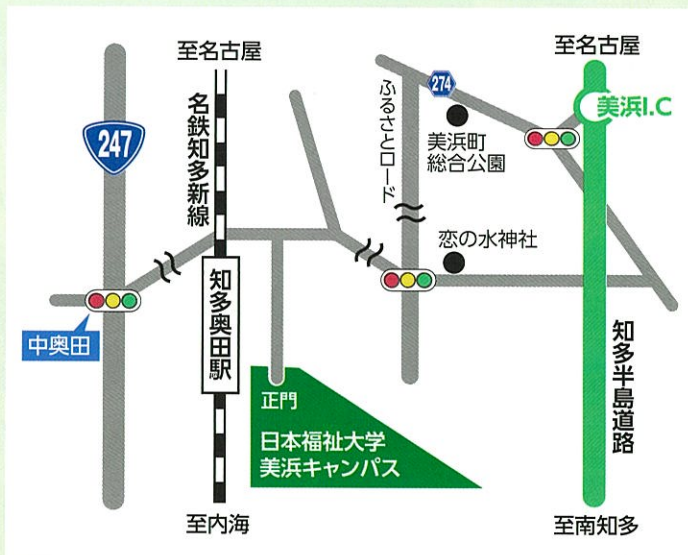 至名古屋
至名古屋
247
名鉄知多新線
ふるさとロード
274
美浜I.C
美浜町
総合公園
恋の水神社
中奥田
知多奥田駅
知多半島道路
正門
日本福祉大学
美浜キャンパス
至内海
至南知多